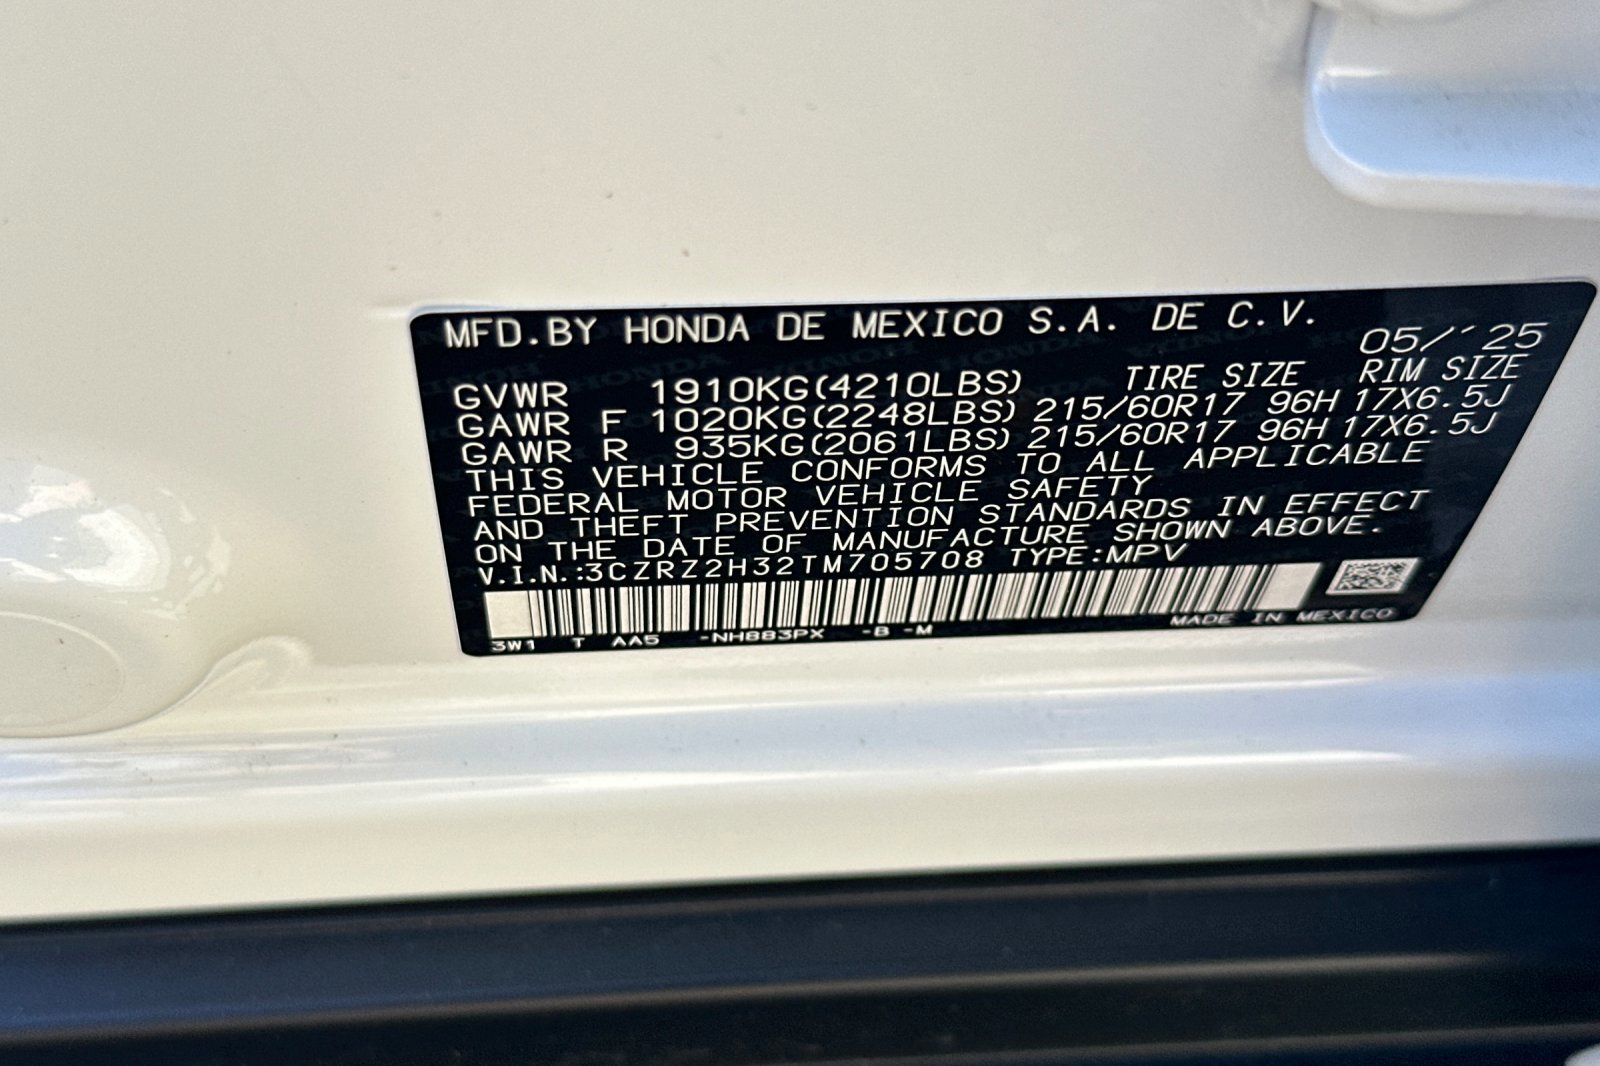 MFD.BY HONDA DE MEXICO S.A. DE C.V.
05/´25
GVWR 1910KG(4210LBS) TIRE SIZE RIM SIZE
GAWR F 1020KG(2248LBS) 215/60R17 96H 17X6.5J
GAWR R 935KG(2061LBS) 215/60R17 96H 17X6.5J
THIS VEHICLE CONFORMS TO ALL APPLICABLE
FEDERAL MOTOR VEHICLE SAFETY
AND THEFT PREVENTION STANDARDS IN EFFECT
ON THE DATE OF MANUFACTURE SHOWN ABOVE.
V.I.N.:3CZRZ2H32TM705708 TYPE:MPV
3W1 T AA5 -NH883PX -B -M
MADE IN MEXICO